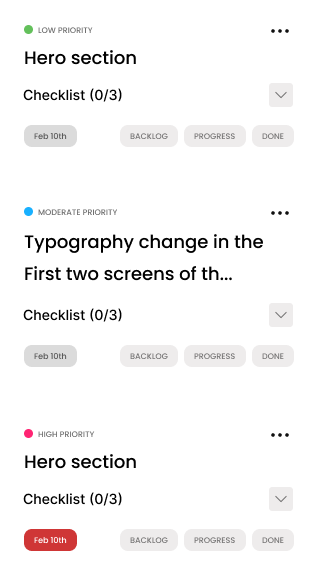 LOW PRIORITY
Hero section
Checklist (0/3)
Feb 10th BACKLOG PROGRESS DONE
MODERATE PRIORITY
Typography change in the
First two screens of th...
Checklist (0/3)
Feb 10th BACKLOG PROGRESS DONE
HIGH PRIORITY
Hero section
Checklist (0/3)
Feb 10th BACKLOG PROGRESS DONE